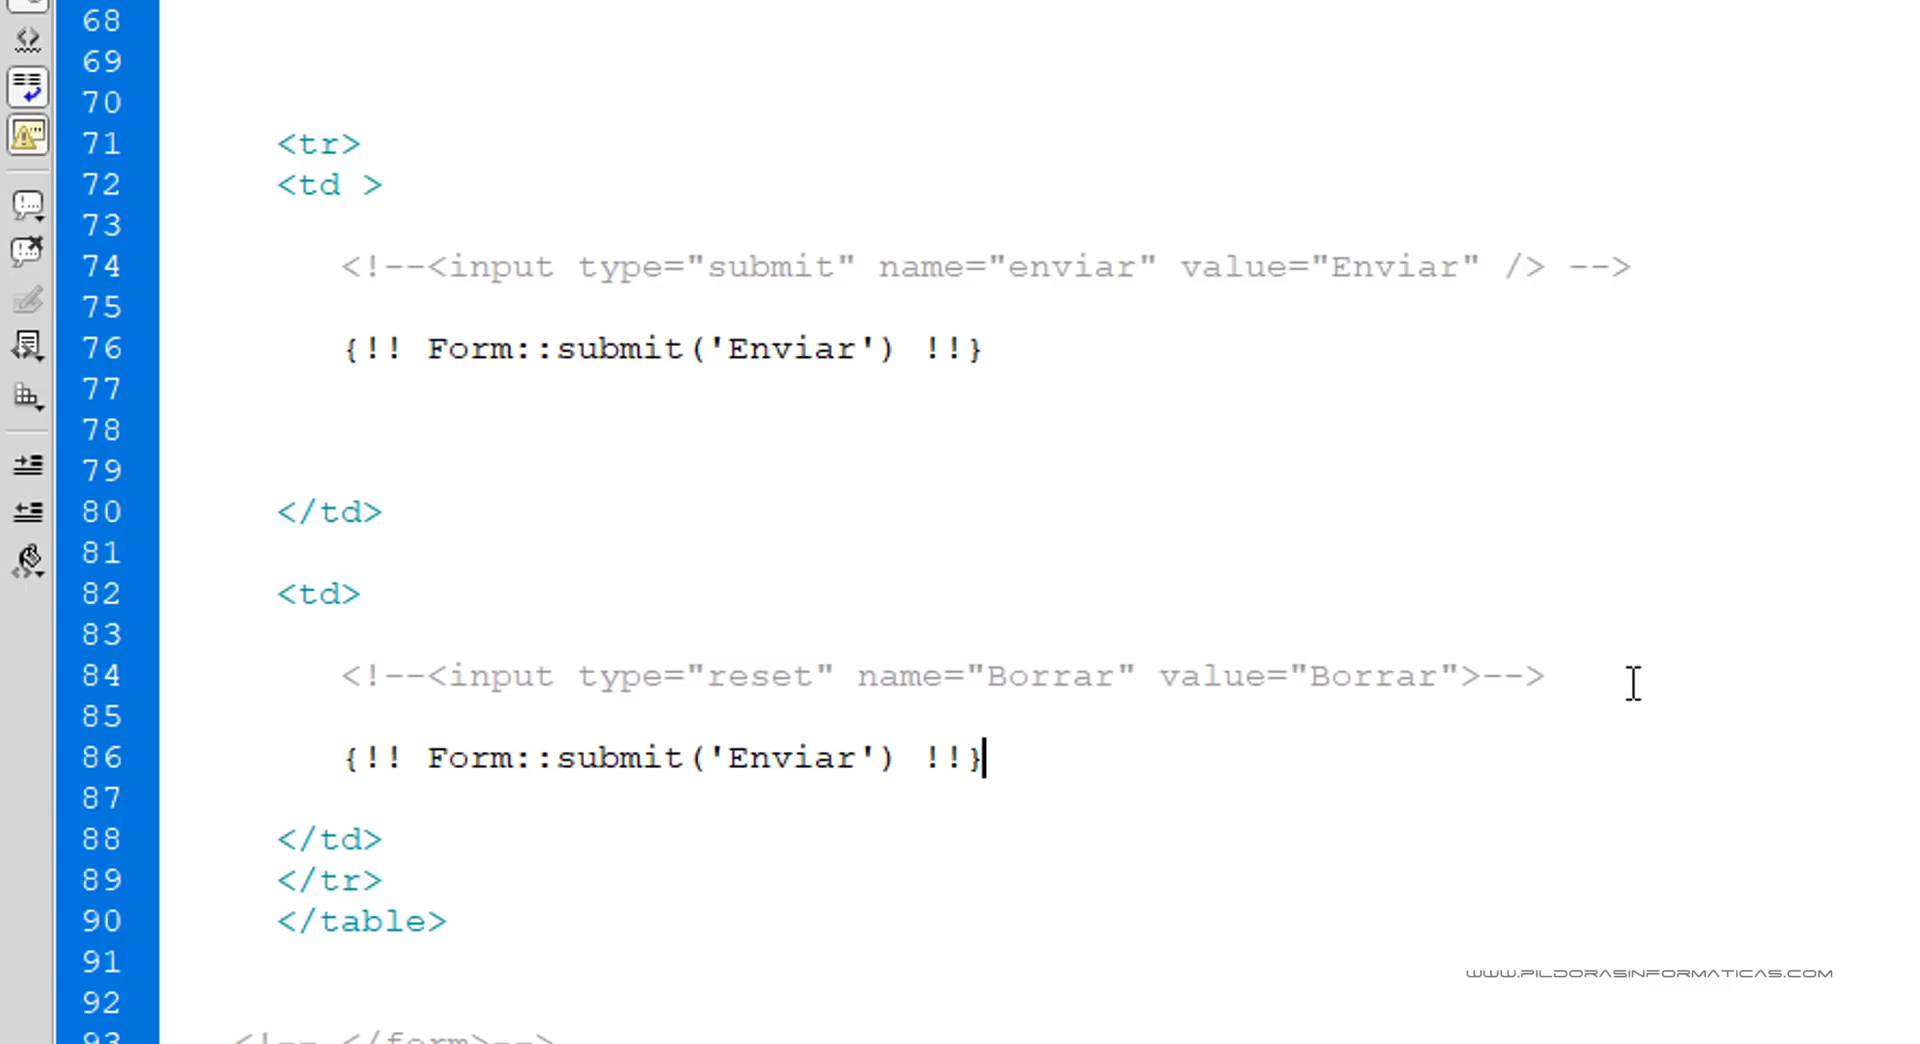 68
69
70
71 <tr>
72 <td >
73
74 <!--<input type="submit" name="enviar" value="Enviar" /> -->
75
76 {!! Form::submit('Enviar') !!}
77
78
79
80 </td>
81
82 <td>
83
84 <!--<input type="reset" name="Borrar" value="Borrar">-->
85
86 {!! Form::submit('Enviar') !!}
87
88 </td>
89 </tr>
90 </table>
91
WWW.PILDORASINFORMATICAS.COM
92
93 <!-- </form>-->